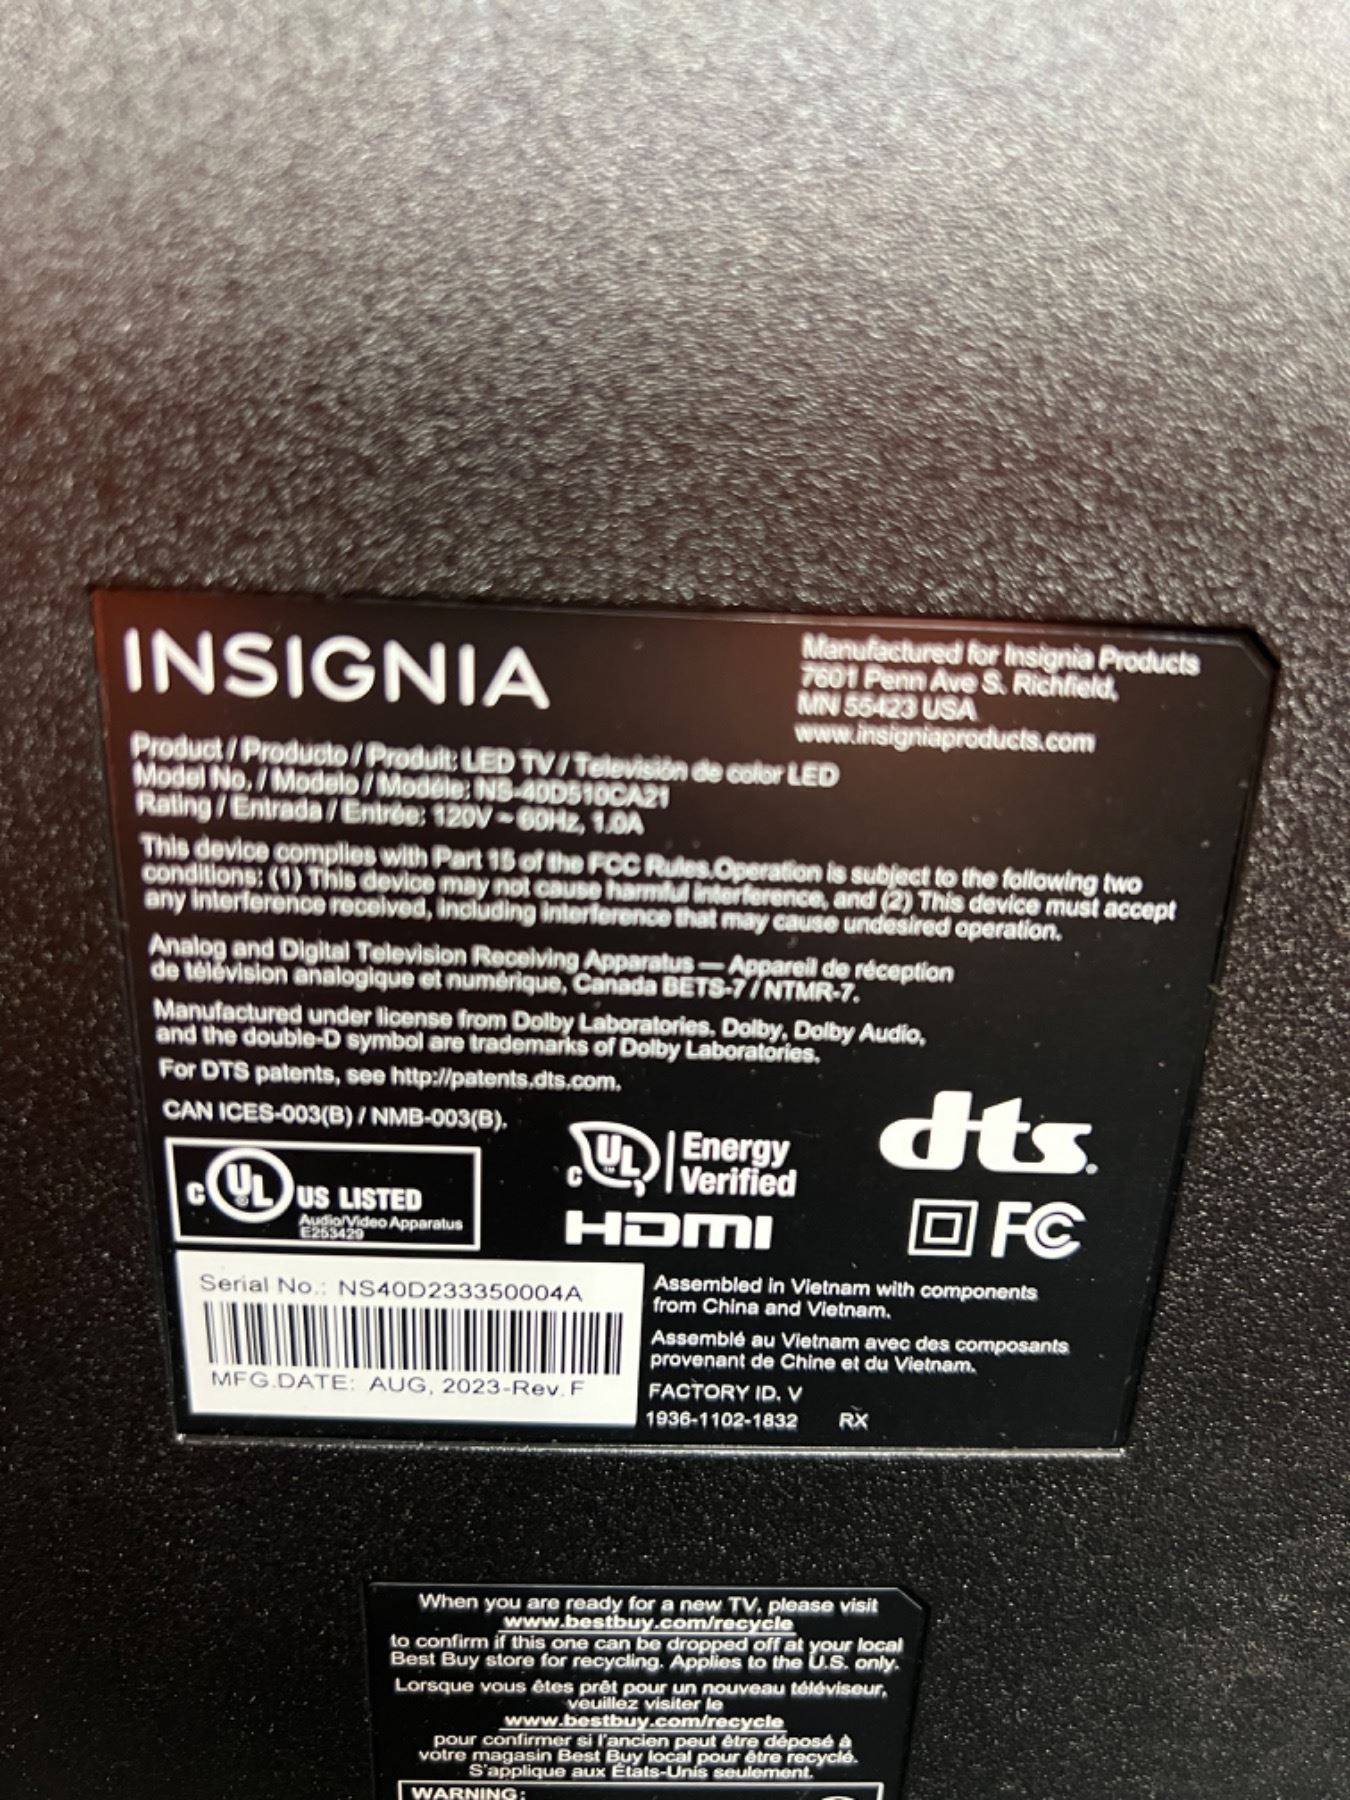 INSIGNIA
Manufactured for Insignia Products
7601 Penn Ave S. Richfield,
MN 55423 USA
www.insigniaproducts.com
Product / Producto / Produit: LED TV / Televisión de color LED
Model No. / Modelo / Modèle: NS-40D510CA21
Rating / Entrada / Entrée: 120V ~ 60Hz, 1.0A
This device complies with Part 15 of the FCC Rules.Operation is subject to the following two
conditions: (1) This device may not cause harmful interference, and (2) This device must accept
any interference received, including interference that may cause undesired operation.
Analog and Digital Television Receiving Apparatus — Appareil de réception
de télévision analogique et numérique, Canada BETS-7 / NTMR-7.
Manufactured under license from Dolby Laboratories. Dolby, Dolby Audio,
and the double-D symbol are trademarks of Dolby Laboratories.
For DTS patents, see http://patents.dts.com.
CAN ICES-003(B) / NMB-003(B).
C UL US LISTED
Audio/Video Apparatus
E253429
C UL Energy
Verified
HDMI
dts
FC
Serial No.: NS40D233350004A
MFG.DATE: AUG, 2023-Rev.F
Assembled in Vietnam with components
from China and Vietnam.
Assemblé au Vietnam avec des composants
provenant de Chine et du Vietnam.
FACTORY ID. V
1936-1102-1832 RX
When you are ready for a new TV, please visit
www.bestbuy.com/recycle
to confirm if this one can be dropped off at your local
Best Buy store for recycling. Applies to the U.S. only.
Lorsque vous êtes prêt pour un nouveau téléviseur,
veuillez visiter le
www.bestbuy.com/recycle
pour confirmer si l'ancien peut être déposé à
votre magasin Best Buy local pour être recyclé.
S'applique aux États-Unis seulement.
WARNING: